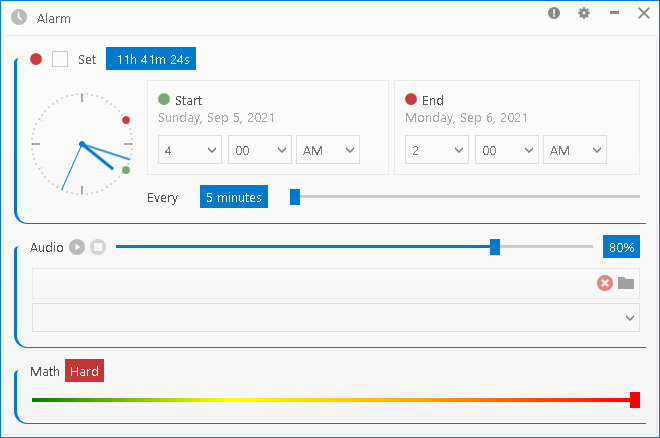 Alarm
Set 11h 41m 24s
Start
Sunday, Sep 5, 2021
4 00 AM
End
Monday, Sep 6, 2021
2 00 AM
Every 5 minutes
Audio 80%
Math Hard